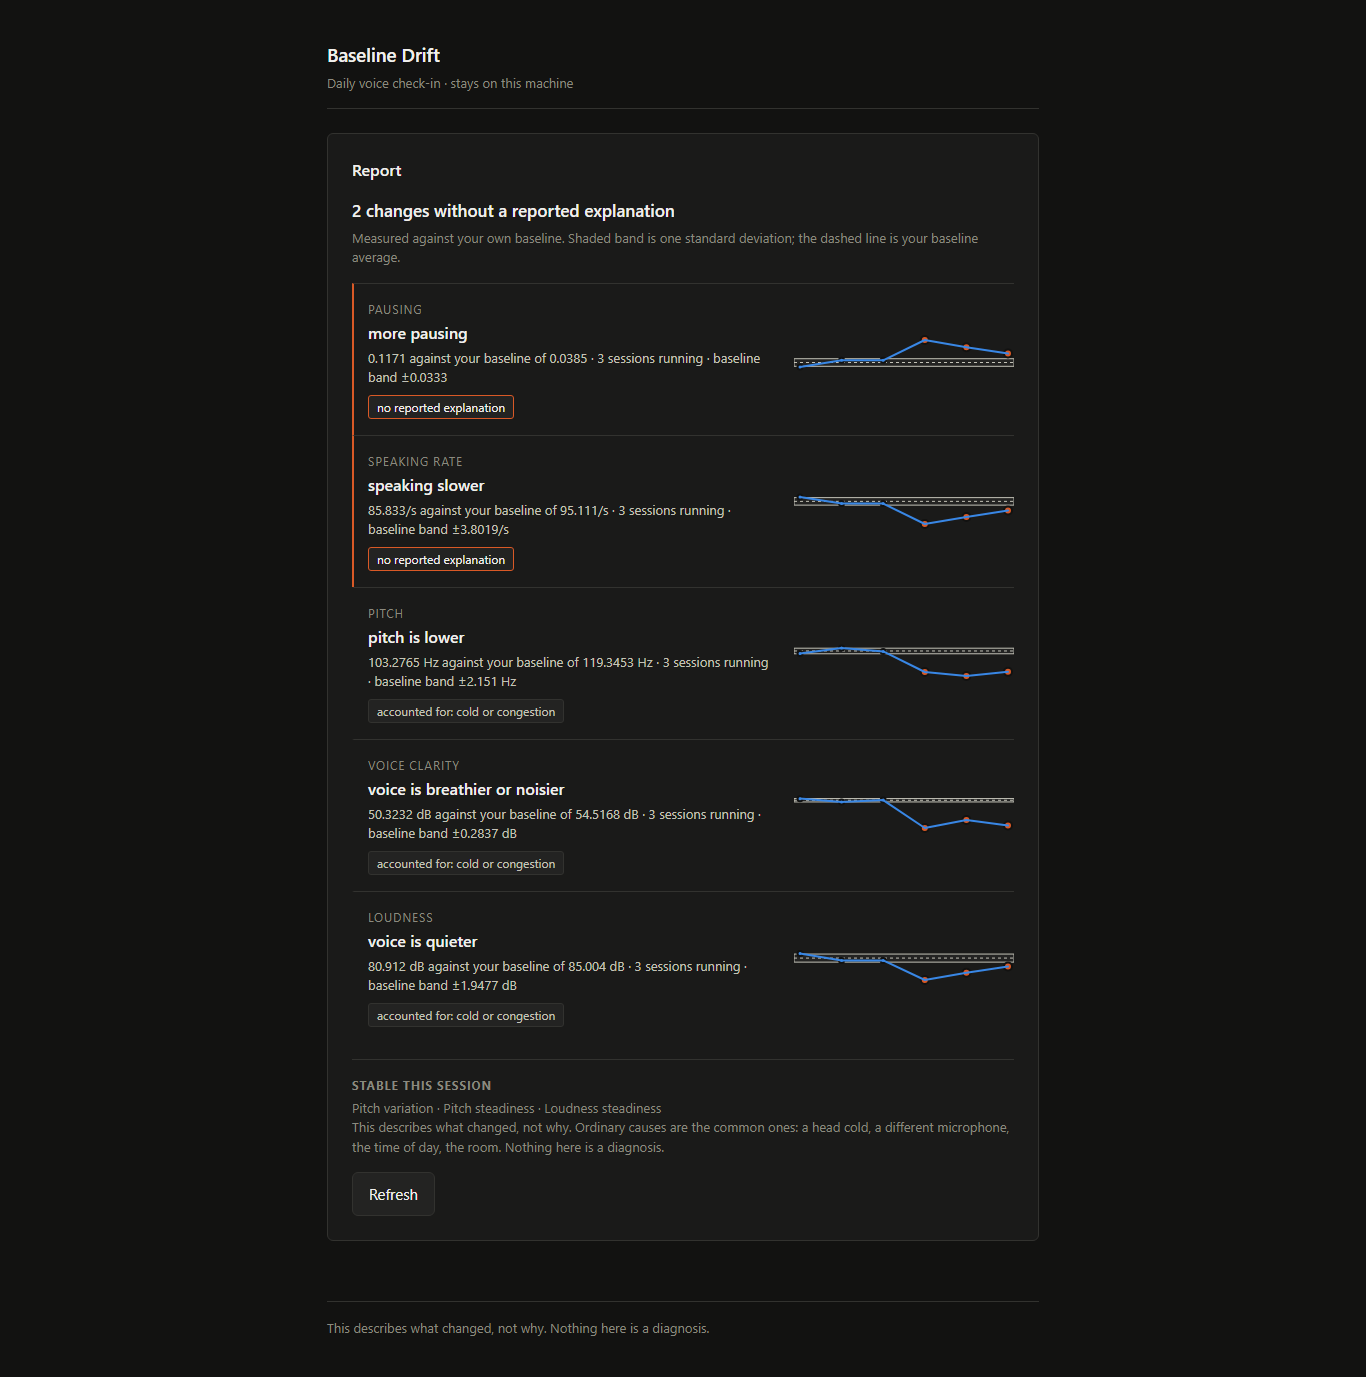 Baseline Drift
Daily voice check-in · stays on this machine
Report
2 changes without a reported explanation
Measured against your own baseline. Shaded band is one standard deviation; the dashed line is your baseline
average.
PAUSING
more pausing
0.1171 against your baseline of 0.0385 · 3 sessions running · baseline
band ±0.0333
no reported explanation
SPEAKING RATE
speaking slower
85.833/s against your baseline of 95.111/s · 3 sessions running ·
baseline band ±3.8019/s
no reported explanation
PITCH
pitch is lower
103.2765 Hz against your baseline of 119.3453 Hz · 3 sessions running
· baseline band ±2.151 Hz
accounted for: cold or congestion
VOICE CLARITY
voice is breathier or noisier
50.3232 dB against your baseline of 54.5168 dB · 3 sessions running ·
baseline band ±0.2837 dB
accounted for: cold or congestion
LOUDNESS
voice is quieter
80.912 dB against your baseline of 85.004 dB · 3 sessions running ·
baseline band ±1.9477 dB
accounted for: cold or congestion
STABLE THIS SESSION
Pitch variation · Pitch steadiness · Loudness steadiness
This describes what changed, not why. Ordinary causes are the common ones: a head cold, a different microphone,
the time of day, the room. Nothing here is a diagnosis.
Refresh
This describes what changed, not why. Nothing here is a diagnosis.